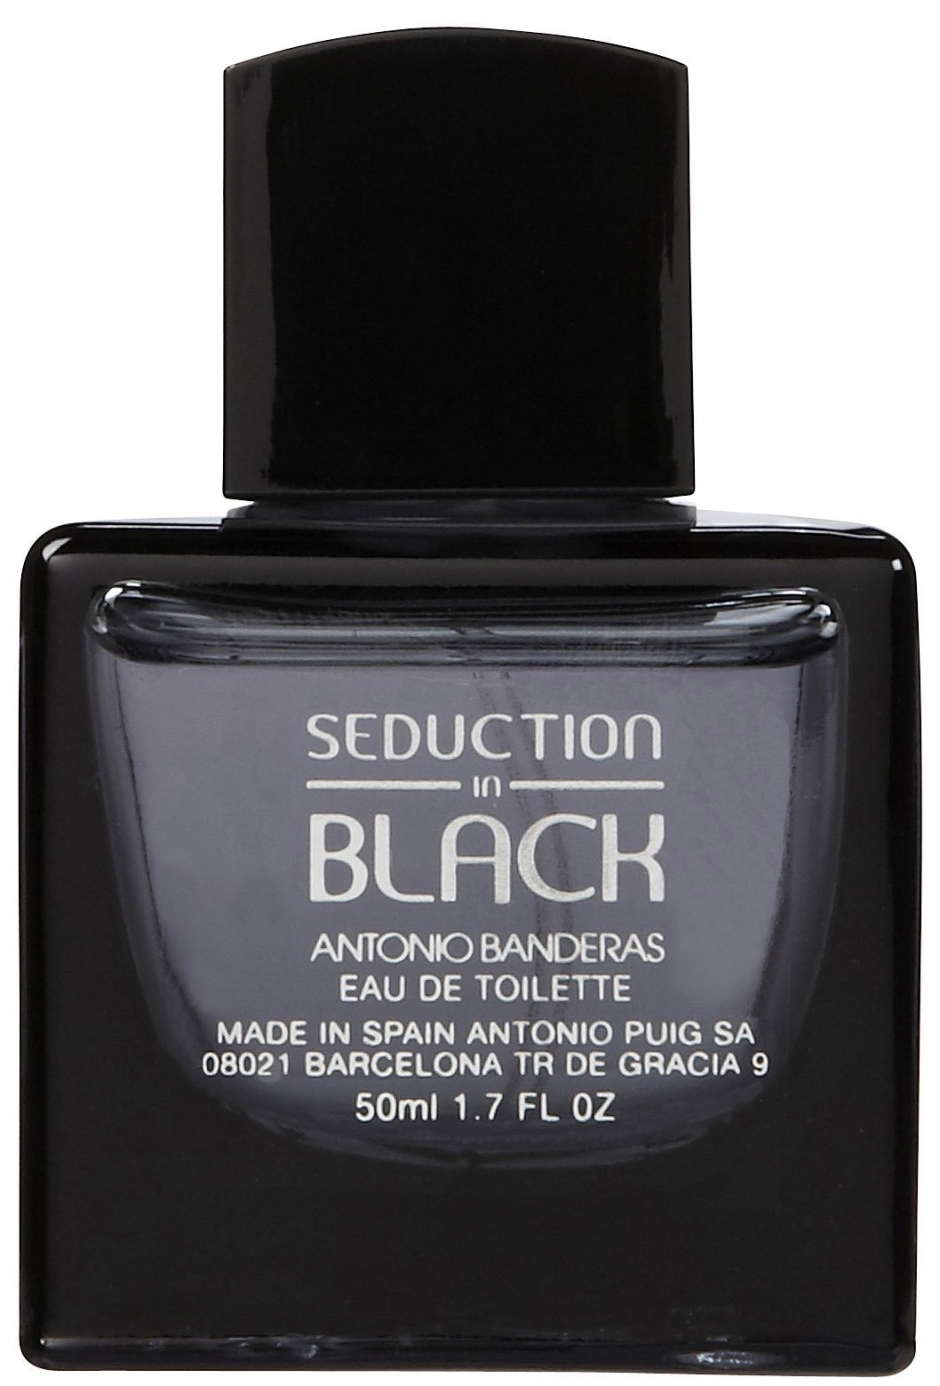 SEDUCTION
in
BLACK
ANTONIO BANDERAS
EAU DE TOILETTE
MADE IN SPAIN ANTONIO PUIG SA
08021 BARCELONA TR DE GRACIA 9
50ml 1.7 FL OZ